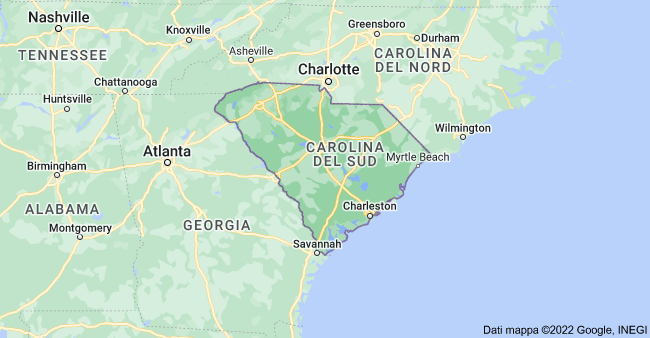 Nashville
Greensboro
Knoxville
Durham
TENNESSEE
Asheville
CAROLINA
DEL NORD
Charlotte
Chattanooga
Huntsville
Wilmington
Atlanta
CAROLINA
DEL SUD
Myrtle Beach
Birmingham
ALABAMA
Charleston
GEORGIA
Montgomery
Savannah
Dati mappa ©2022 Google, INEGI